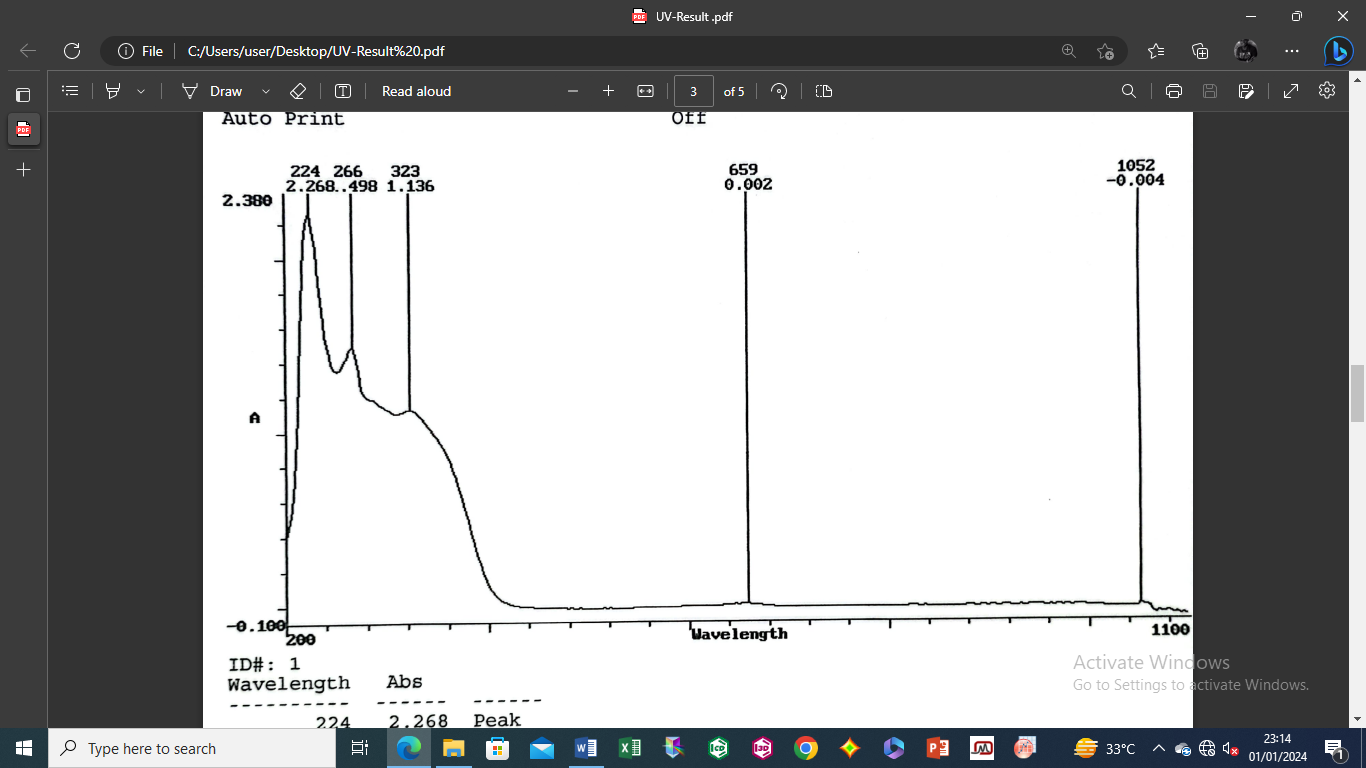 UV-Result .pdf
File C:/Users/user/Desktop/UV-Result%20.pdf
Draw Read aloud 3 of 5
Auto Print Off
224 266 323 659 1052
2.268..498 1.136 0.002 -0.004
2.380
A
-0.100
200 Wavelength 1100
ID#: 1
Wavelength Abs
---------- ------ ------
224 2.268 Peak
Activate Windows
Go to Settings to activate Windows.
Type here to search
33°C
23:14
01/01/2024
1